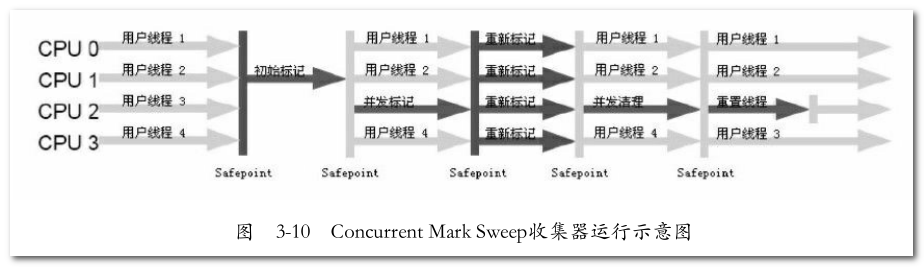 CPU 0 用户线程 1 初始标记 用户线程 1 重新标记 用户线程 1 用户线程 1
CPU 1 用户线程 2 用户线程 2 重新标记 用户线程 2 用户线程 2
CPU 2 用户线程 3 并发标记 重新标记 并发清理 重置线程
CPU 3 用户线程 4 用户线程 4 重新标记 用户线程 4 用户线程 3
Safepoint Safepoint Safepoint Safepoint Safepoint
图 3-10 Concurrent Mark Sweep收集器运行示意图